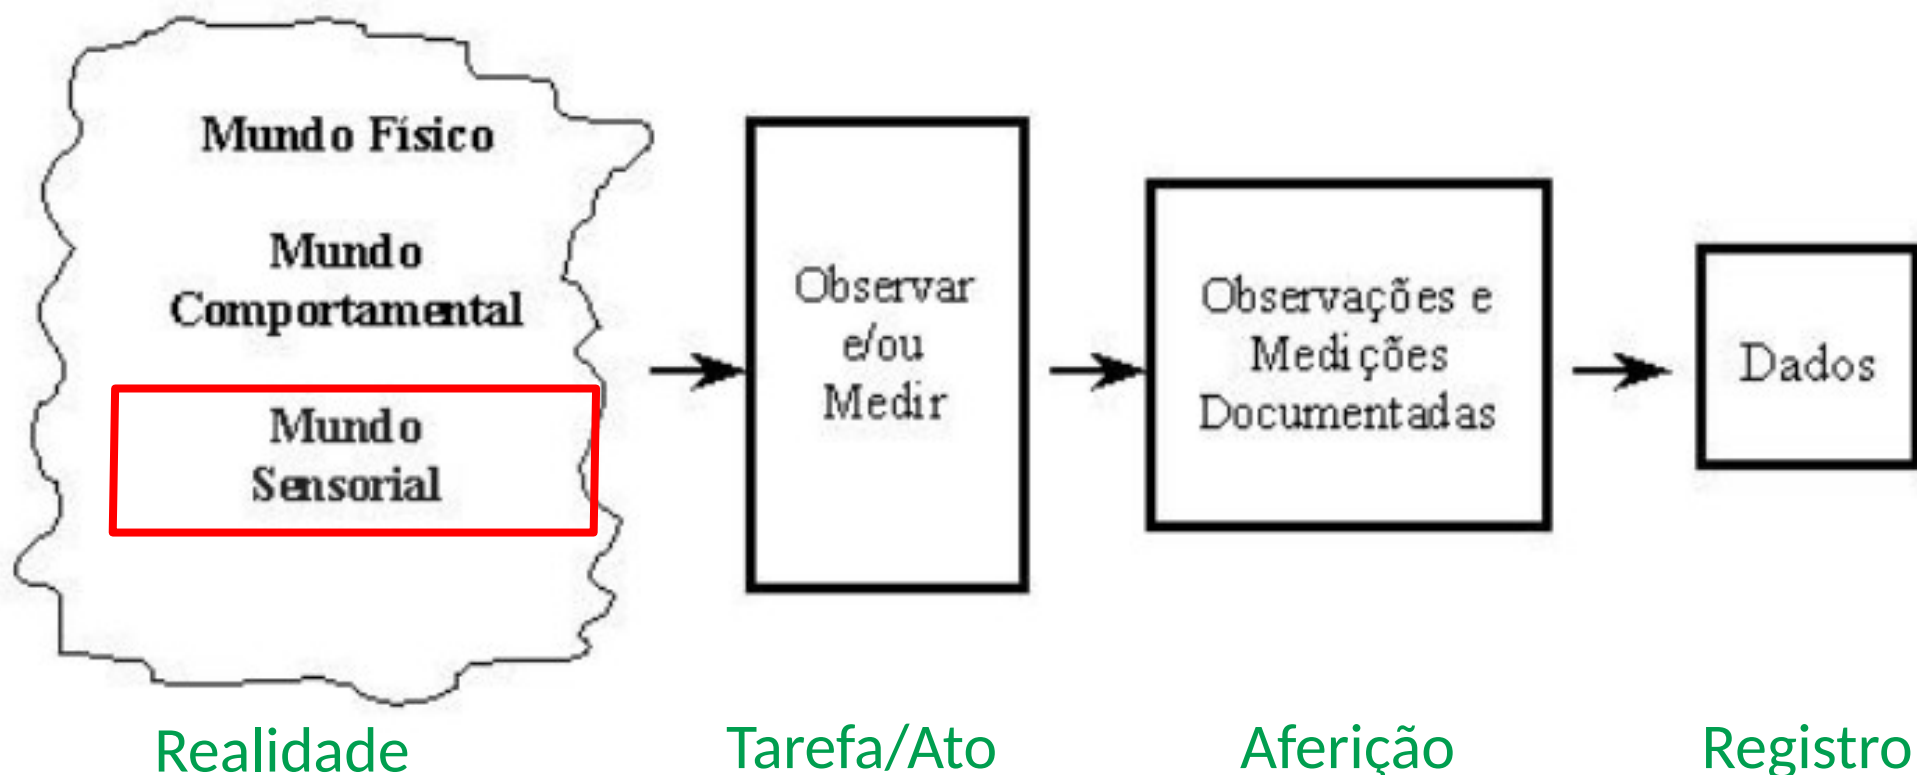 Mundo Físico
Mundo
Comportamental
Mundo
Sensorial
Observar
e/ou
Medir
Observações e
Medições
Documentadas
Dados
Realidade
Tarefa/Ato
Aferição
Registro